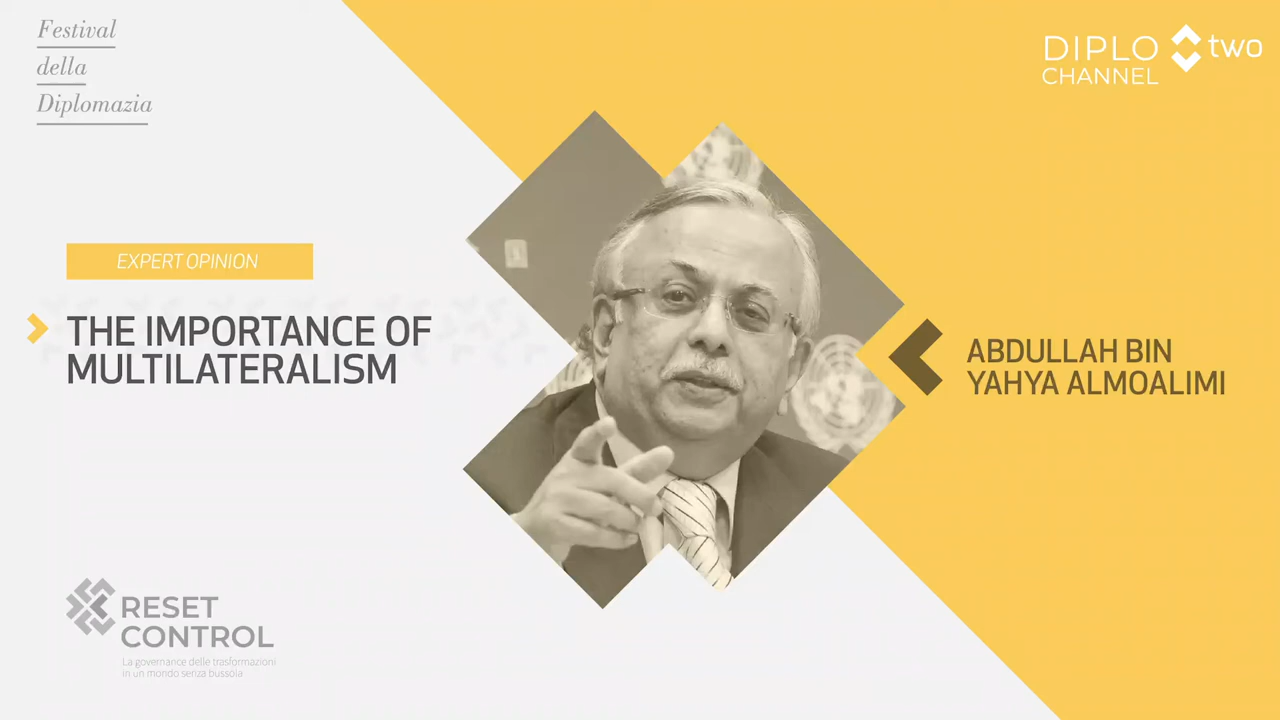 Festival
della
Diplomazia
DIPLO
CHANNEL
two
EXPERT OPINION
THE IMPORTANCE OF
MULTILATERALISM
ABDULLAH BIN
YAHYA ALMOALIMI
RESET
CONTROL
La governance delle trasformazioni
in un mondo senza bussola